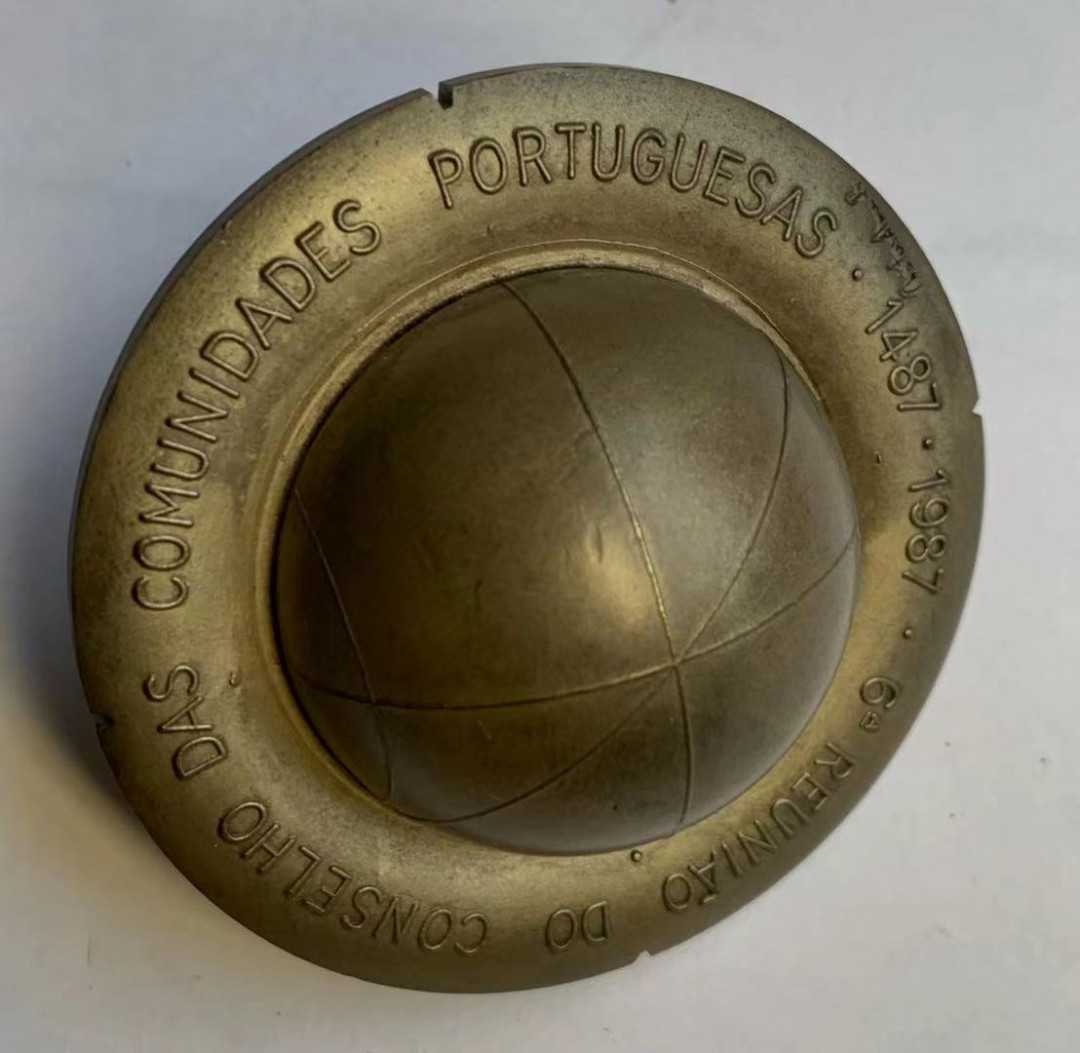 6ª REUNIÃO DO CONSELHO DAS COMUNIDADES PORTUGUESAS · 1487 · 1987 ·